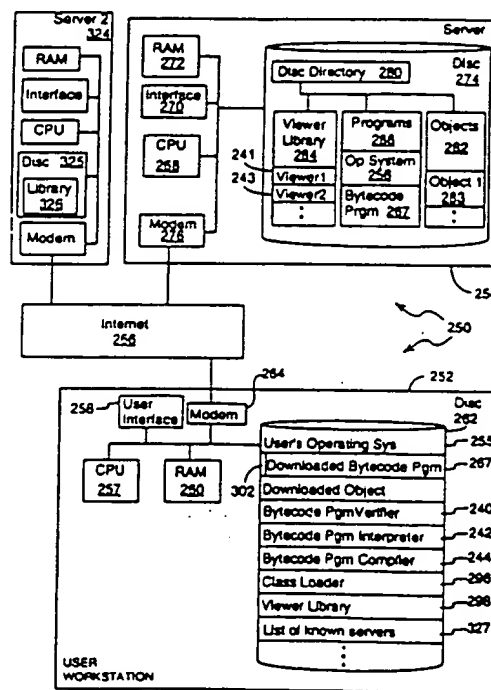 Server 2
324
RAM
Interface
CPU
Disc 325
Library
326
Modem
Server
RAM
272
Interface
270
CPU
268
Modem
276
Disc
274
Disc Directory 280
Viewer
Library
284
Viewer1
Viewer2
Programs
286
Op System
258
Bytecode
Prgm 267
Objects
282
Object 1
283
241
243
254
Internet
256
250
252
264
258
User
Interface
Modem
CPU
257
RAM
260
302
Disc
262
User's Operating Sys
255
Downloaded Bytecode Pgm
267
Downloaded Object
Bytecode PgmVerifier
240
Bytecode Pgm Interpreter
242
Bytecode Pgm Compiler
244
Class Loader
296
Viewer Library
298
List of known servers
327
USER
WORKSTATION